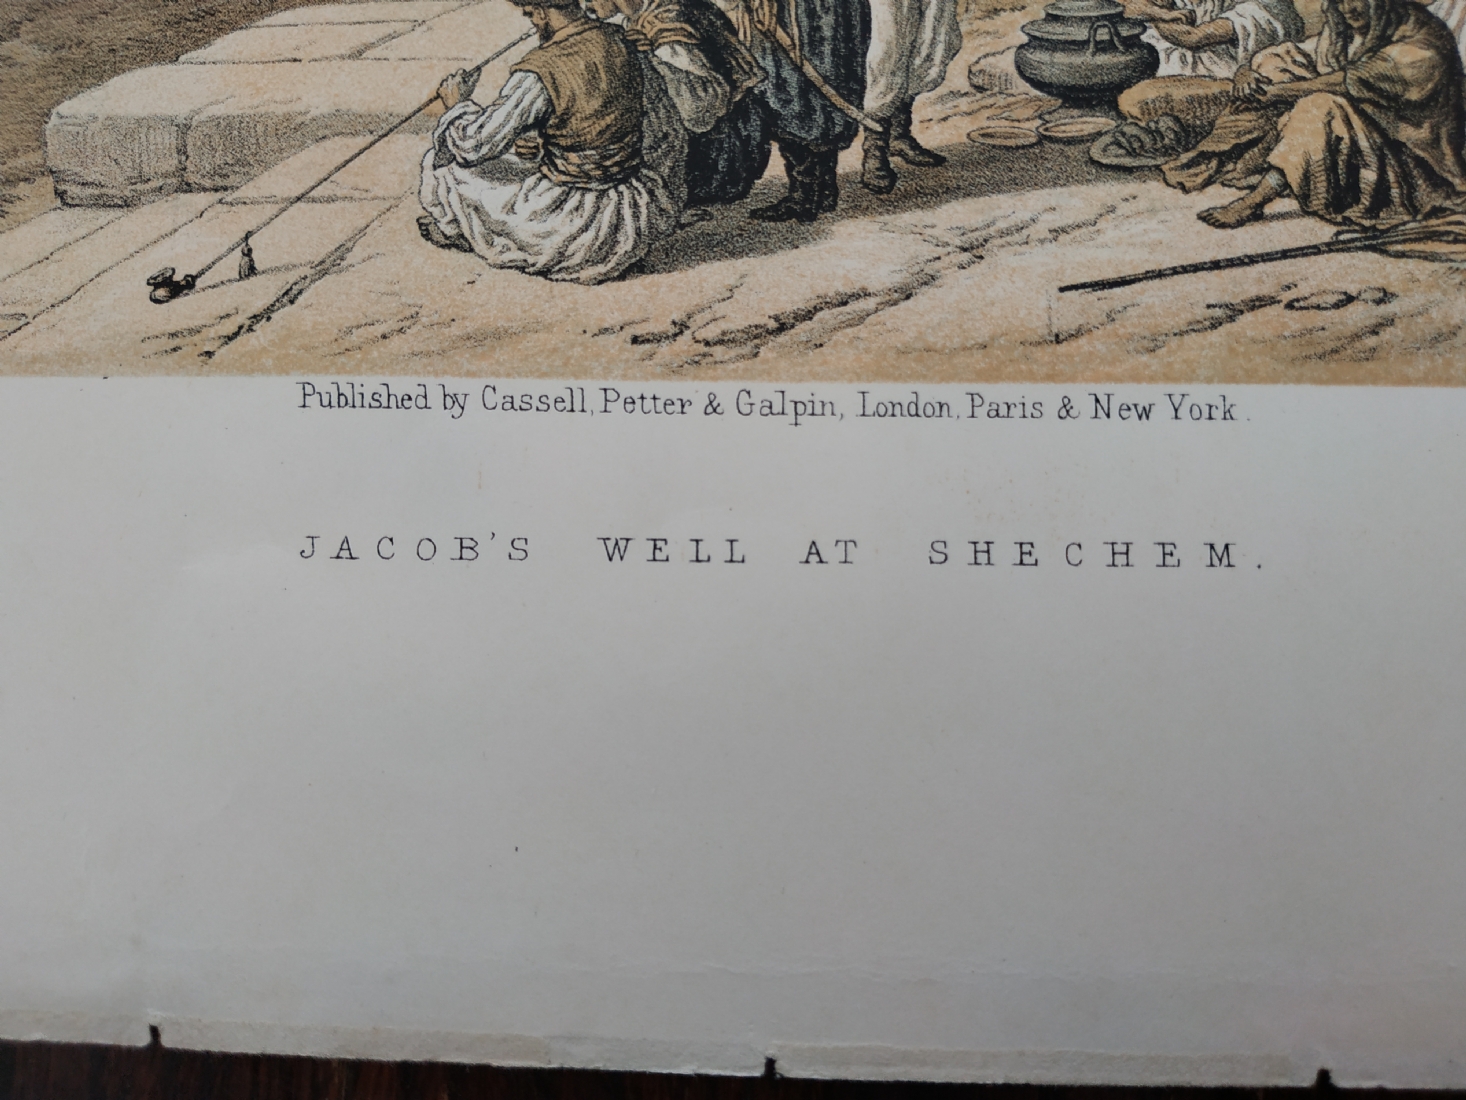 Published by Cassell, Petter & Galpin, London, Paris & New York.
JACOB'S WELL AT SHECHEM.